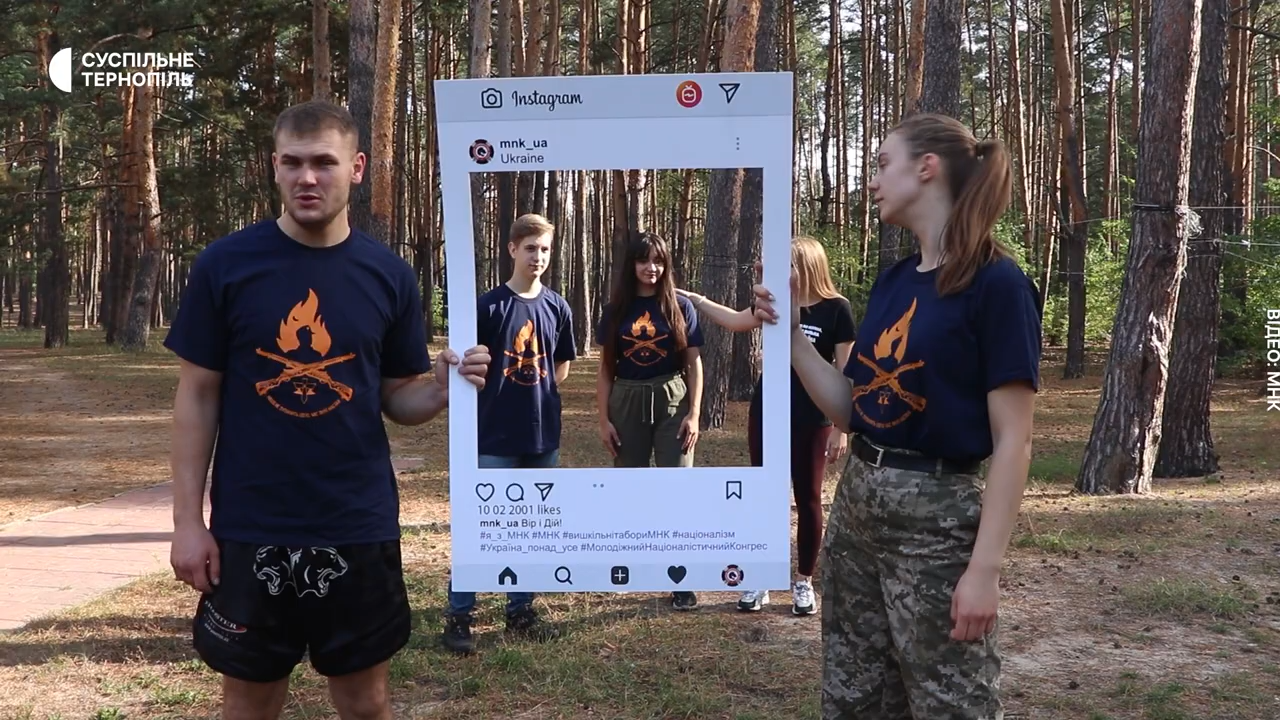 СУСПІЛЬНЕ
ТЕРНОПІЛЬ
Instagram
mnk_ua
Ukraine
10 02 2001 likes
mnk_ua Вір і Дій!
#я_з_МНК #МНК #вишкільнітабориМНК #націоналізм
#Україна_понад_усе #МолодіжнийНаціоналістичнийКонгрес
ВІДЕО: МНК